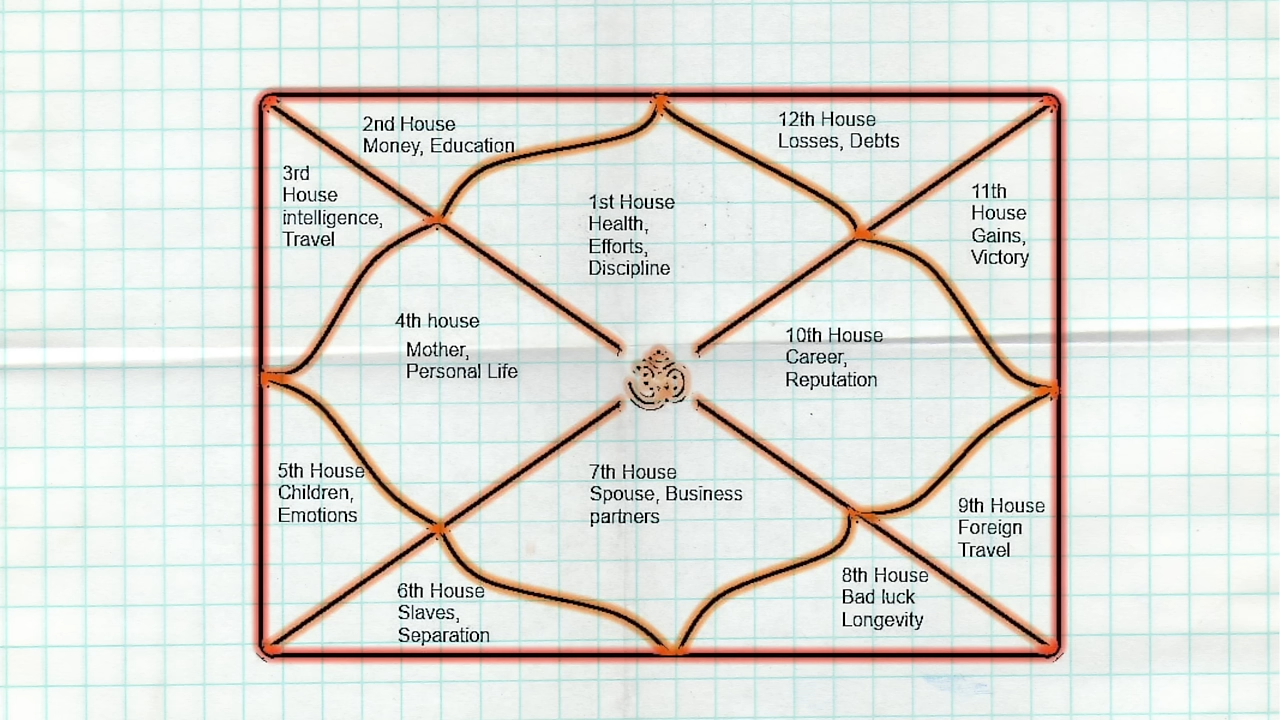 2nd House
Money, Education
12th House
Losses, Debts
3rd
House
intelligence,
Travel
1st House
Health,
Efforts,
Discipline
11th
House
Gains,
Victory
4th house
Mother,
Personal Life
10th House
Career,
Reputation
5th House
Children,
Emotions
7th House
Spouse, Business
partners
9th House
Foreign
Travel
6th House
Slaves,
Separation
8th House
Bad luck
Longevity